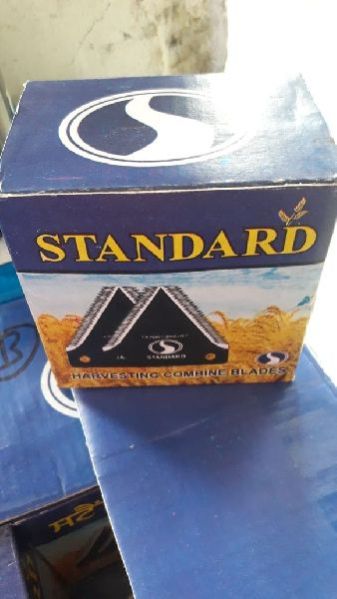 STANDARD
STANDARD
HARVESTING COMBINE BLADES
B